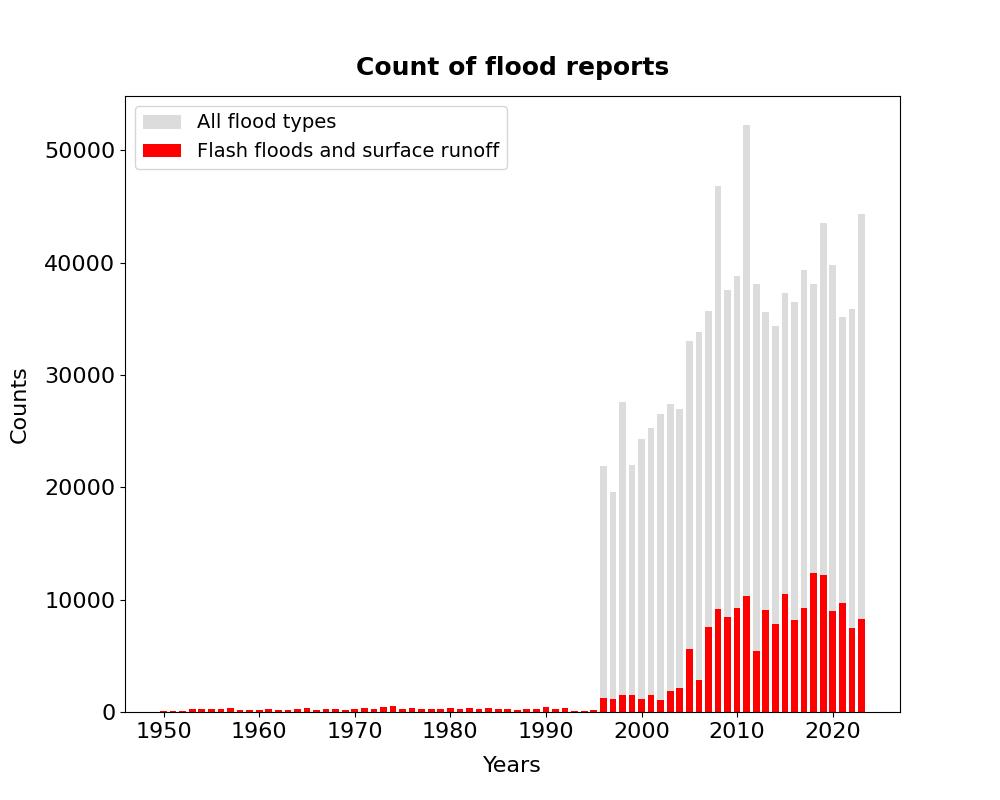 Count of flood reports
All flood types
Flash floods and surface runoff
50000
40000
30000
20000
10000
0
Counts
1950 1960 1970 1980 1990 2000 2010 2020
Years